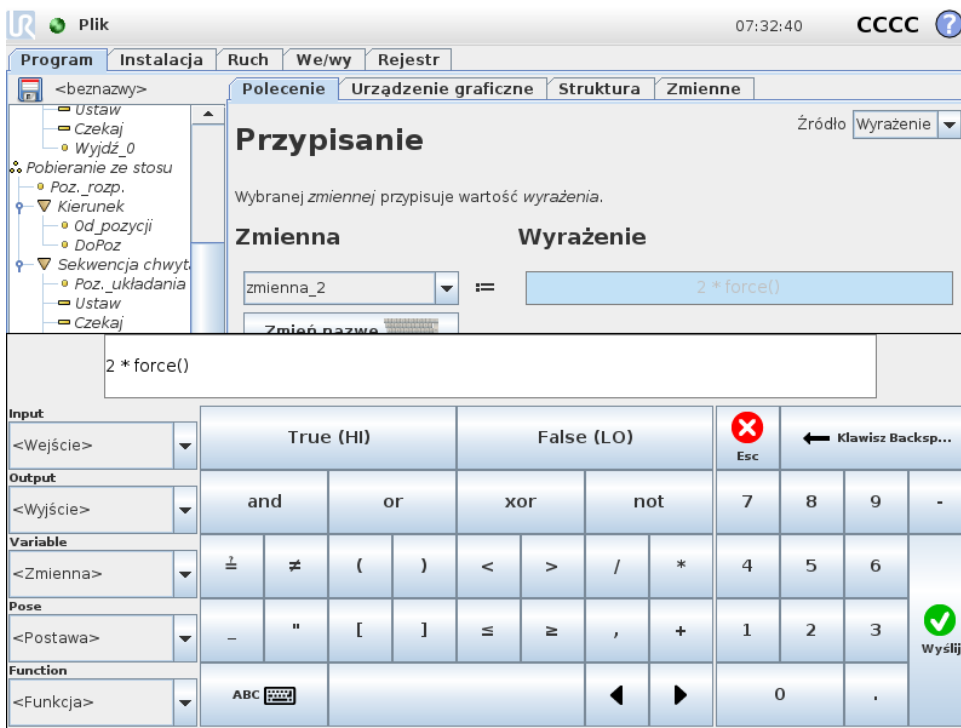 UR Plik 07:32:40 CCCC ?
Program Instalacja Ruch We/wy Rejestr
<beznazwy>
Polecenie Urządzenie graficzne Struktura Zmienne
Ustaw
Czekaj
Wyjdź_0
Pobieranie ze stosu
Poz._rozp.
Kierunek
Od_pozycji
DoPoz
Sekwencja chwyt
Poz._układania
Ustaw
Czekaj
Źródło Wyrażenie
Przypisanie
Wybranej zmiennej przypisuje wartość wyrażenia.
Zmienna Wyrażenie
zmienna_2 := 2 * force()
Zmień nazwę
2 * force()
Input
<Wejście>
Output
<Wyjście>
Variable
<Zmienna>
Pose
<Postawa>
Function
<Funkcja>
True (HI) False (LO) Esc Klawisz Backsp...
and or xor not 7 8 9 -
≟ ≠ ( ) < > / * 4 5 6
_ " [ ] ≤ ≥ , + 1 2 3 Wyślij
ABC 0 .